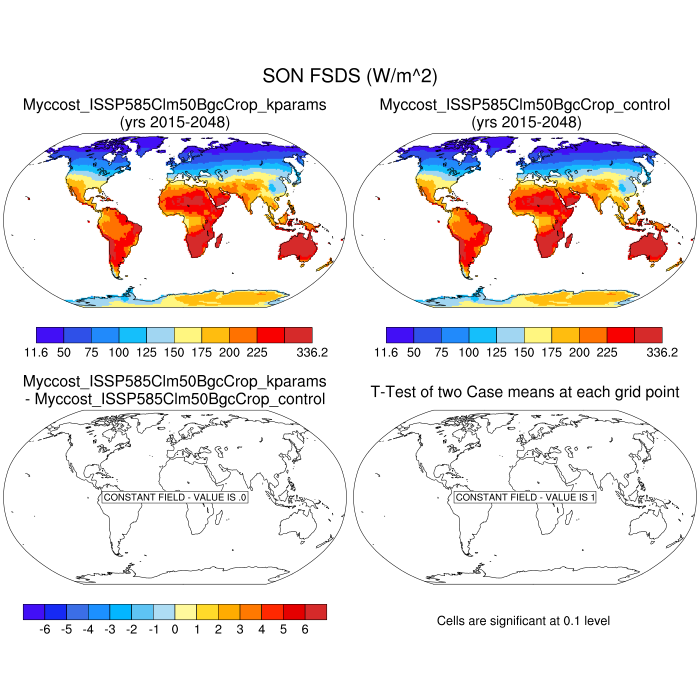 SON FSDS (W/m^2)
Myccost_ISSP585Clm50BgcCrop_kparams
(yrs 2015-2048)
Myccost_ISSP585Clm50BgcCrop_control
(yrs 2015-2048)
11.6 50 75 100 125 150 175 200 225 336.2
11.6 50 75 100 125 150 175 200 225 336.2
Myccost_ISSP585Clm50BgcCrop_kparams
- Myccost_ISSP585Clm50BgcCrop_control
T-Test of two Case means at each grid point
CONSTANT FIELD - VALUE IS .0
CONSTANT FIELD - VALUE IS 1
-6 -5 -4 -3 -2 -1 0 1 2 3 4 5 6
Cells are significant at 0.1 level